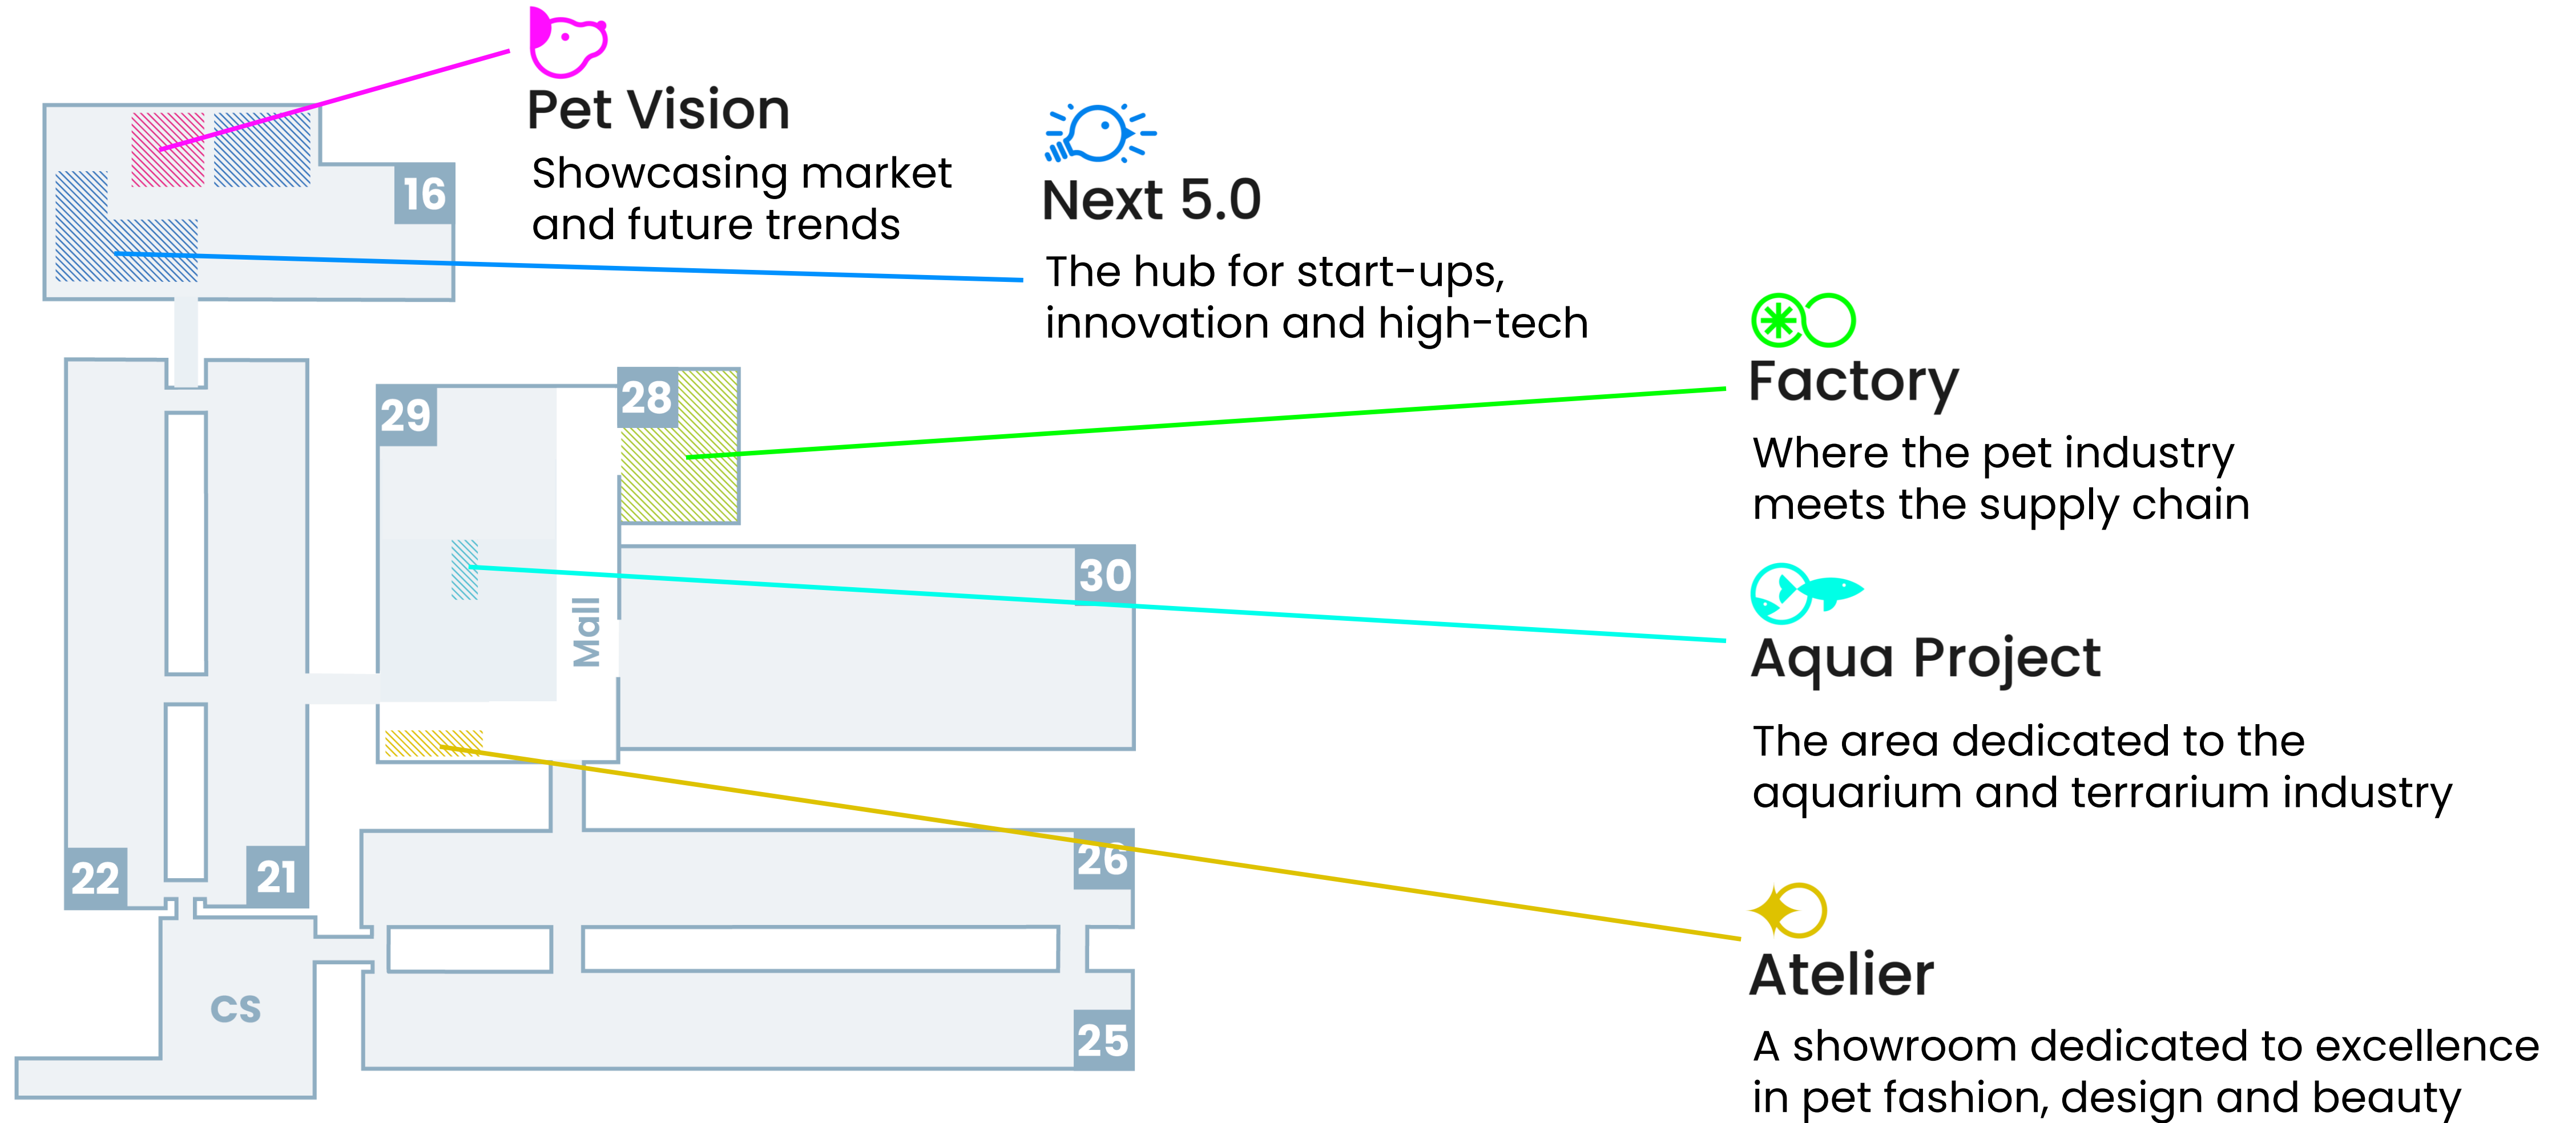 Pet Vision
Showcasing market
and future trends
16
Next 5.0
The hub for start-ups,
innovation and high-tech
Factory
Where the pet industry
meets the supply chain
29
28
30
Mall
Aqua Project
The area dedicated to the
aquarium and terrarium industry
22
21
26
Atelier
A showroom dedicated to excellence
in pet fashion, design and beauty
CS
25